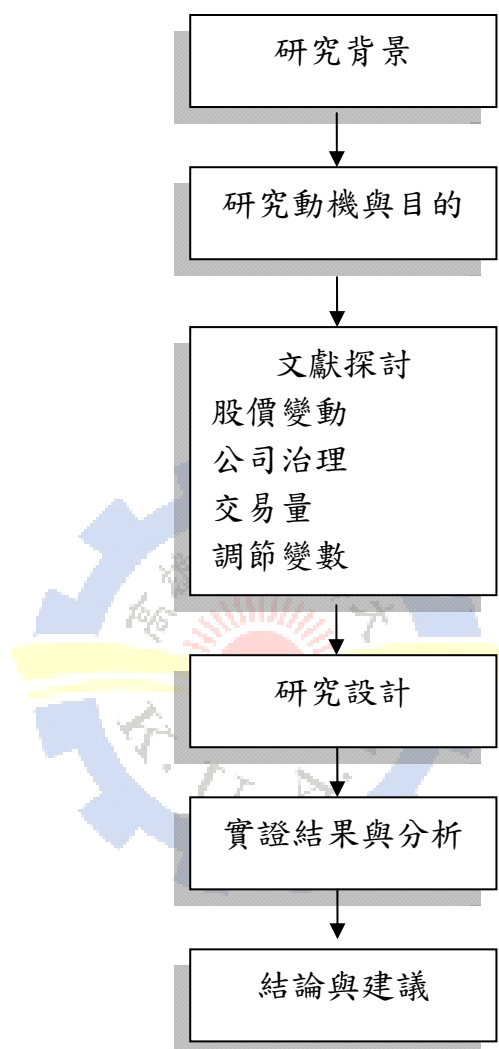 研究背景
研究動機與目的
文獻探討
股價變動
公司治理
交易量
調節變數
研究設計
實證結果與分析
結論與建議